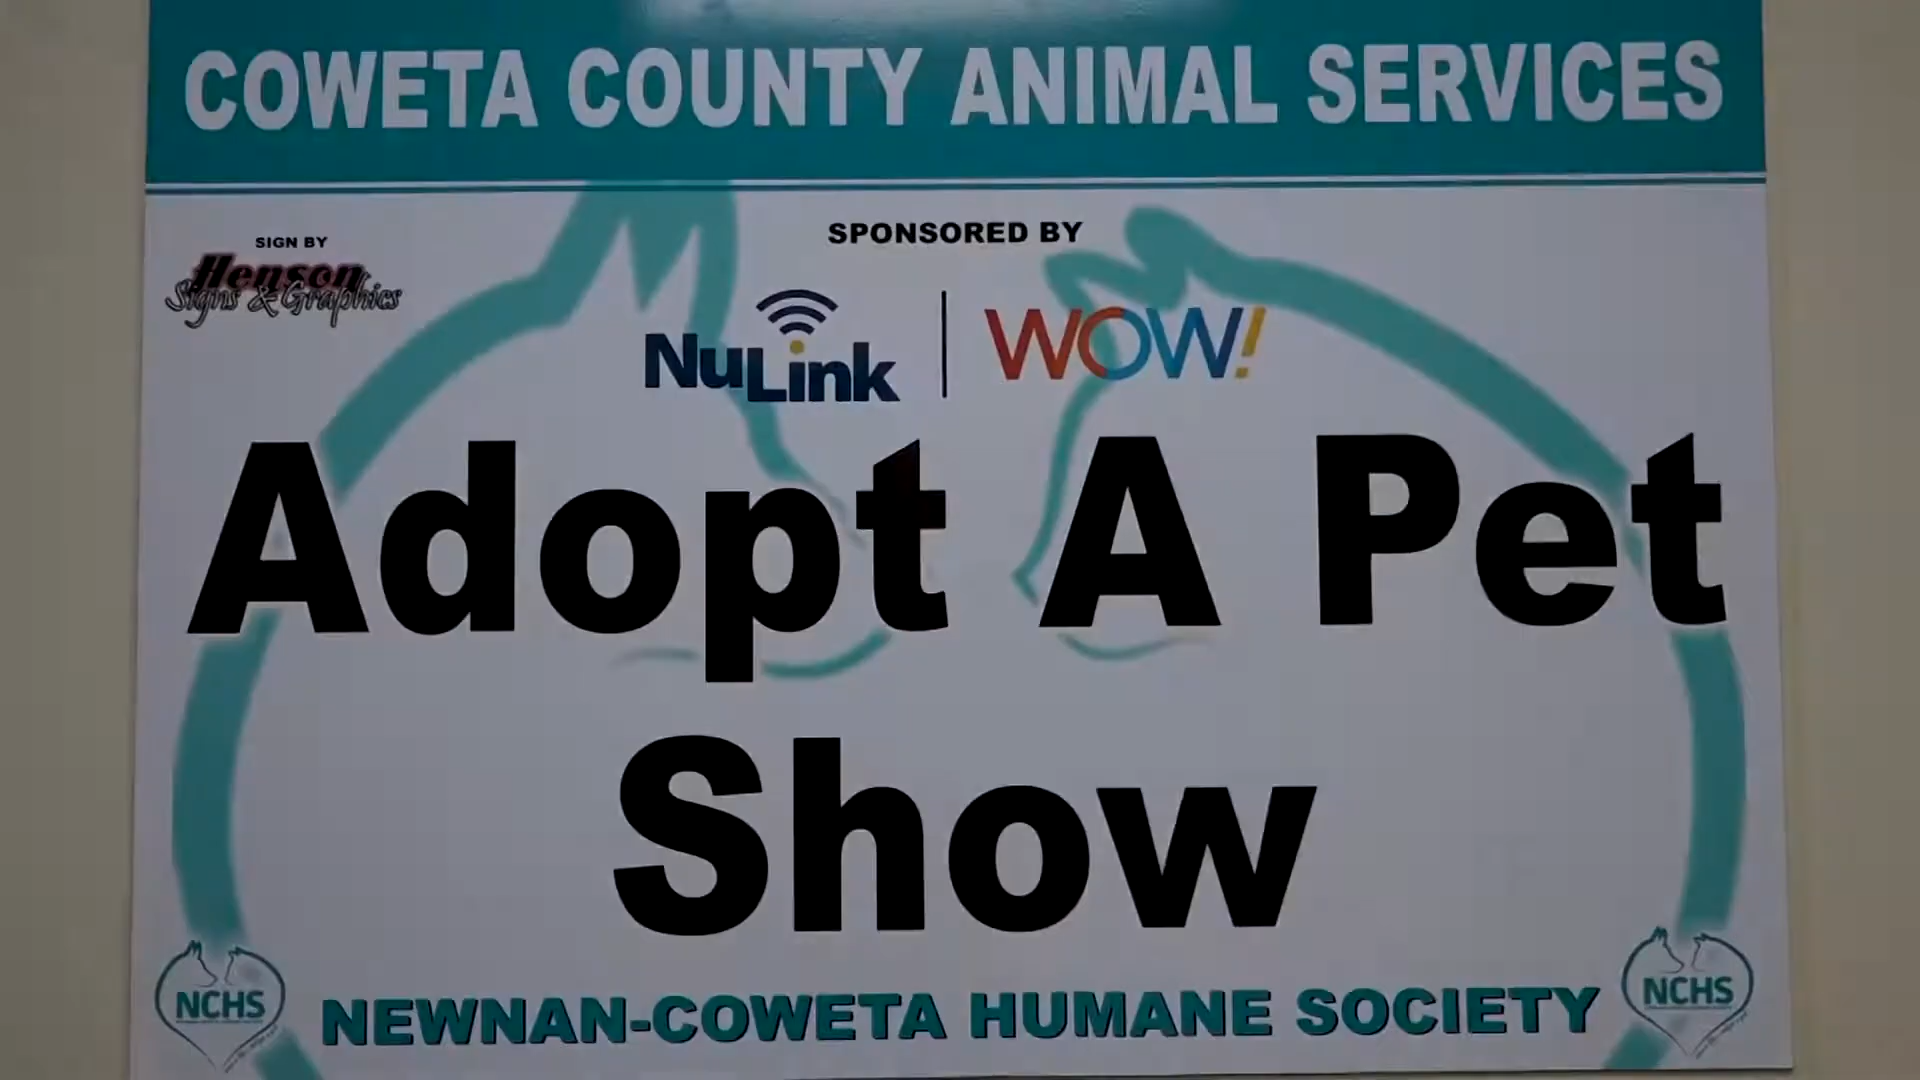 COWETA COUNTY ANIMAL SERVICES
SIGN BY
Henson
Signs & Graphics
SPONSORED BY
NuLink
WOW!
Adopt A Pet
Show
NCHS
NEWNAN-COWETA HUMANE SOCIETY
NCHS